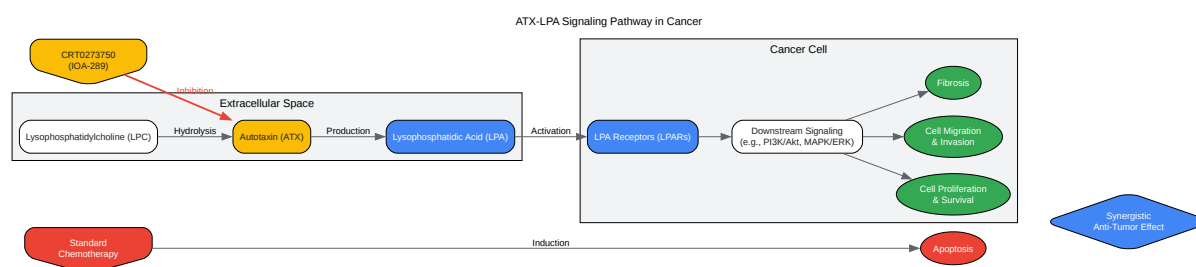 ATX-LPA Signaling Pathway in Cancer
CRT0273750
(IOA-289)
Inhibition
Extracellular Space
Lysophosphatidylcholine (LPC)
Hydrolysis
Autotaxin (ATX)
Production
Lysophosphatidic Acid (LPA)
Activation
Cancer Cell
LPA Receptors (LPARs)
Downstream Signaling
(e.g., PI3K/Akt, MAPK/ERK)
Fibrosis
Cell Migration
& Invasion
Cell Proliferation
& Survival
Standard
Chemotherapy
Induction
Apoptosis
Synergistic
Anti-Tumor Effect